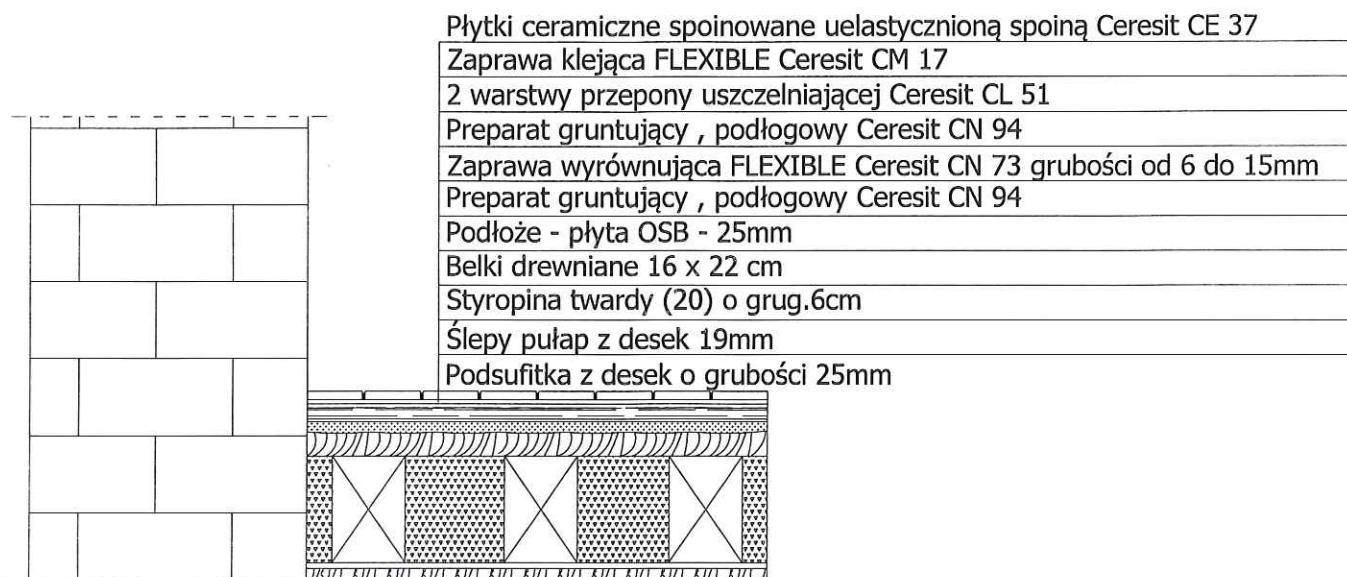 Płytki ceramiczne spoinowane uelastycznioną spoiną Ceresit CE 37
Zaprawa klejąca FLEXIBLE Ceresit CM 17
2 warstwy przepony uszczelniającej Ceresit CL 51
Preparat gruntujący , podłogowy Ceresit CN 94
Zaprawa wyrównująca FLEXIBLE Ceresit CN 73 grubości od 6 do 15mm
Preparat gruntujący , podłogowy Ceresit CN 94
Podłoże - płyta OSB - 25mm
Belki drewniane 16 x 22 cm
Styropina twardy (20) o grug.6cm
Ślepy pułap z desek 19mm
Podsufitka z desek o grubości 25mm